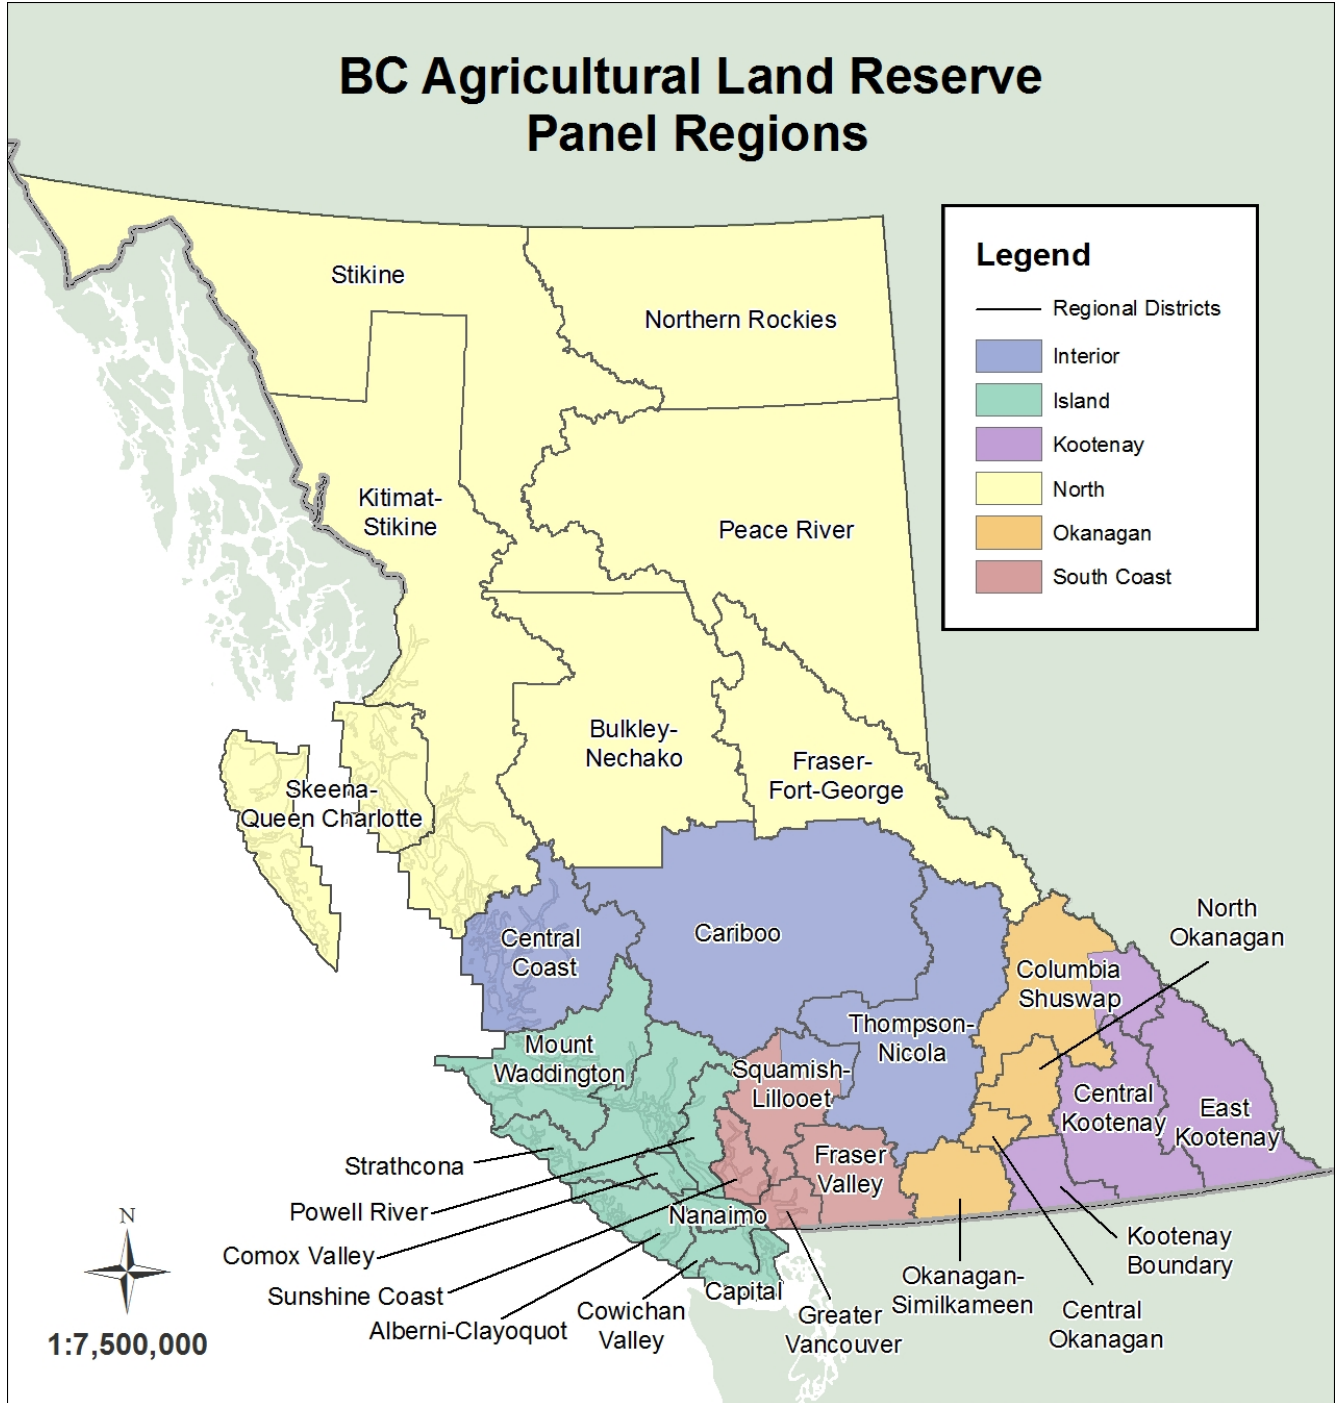 BC Agricultural Land Reserve
Panel Regions
Legend
Regional Districts
Interior
Island
Kootenay
North
Okanagan
South Coast
Stikine
Northern Rockies
Kitimat-
Stikine
Peace River
Bulkley-
Nechako
Fraser-
Fort-George
Skeena-
Queen Charlotte
North
Okanagan
Central
Coast
Cariboo
Columbia
Shuswap
Thompson-
Nicola
Mount
Waddington
Squamish-
Lillooet
Central
Kootenay
East
Kootenay
Strathcona
Fraser
Valley
Powell River
Nanaimo
Comox Valley
Kootenay
Boundary
Sunshine Coast
Capital
Okanagan-
Similkameen
Alberni-Clayoquot
Cowichan
Valley
Greater
Vancouver
Central
Okanagan
N
1:7,500,000